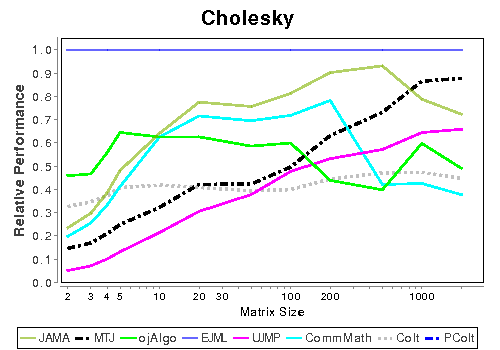 Cholesky
Relative Performance
1.0
0.9
0.8
0.7
0.6
0.5
0.4
0.3
0.2
0.1
0.0
2 3 4 5 10 20 30 100 200 1000
Matrix Size
JAMA MTJ ojAlgo EJML UJMP CommMath Colt PColt